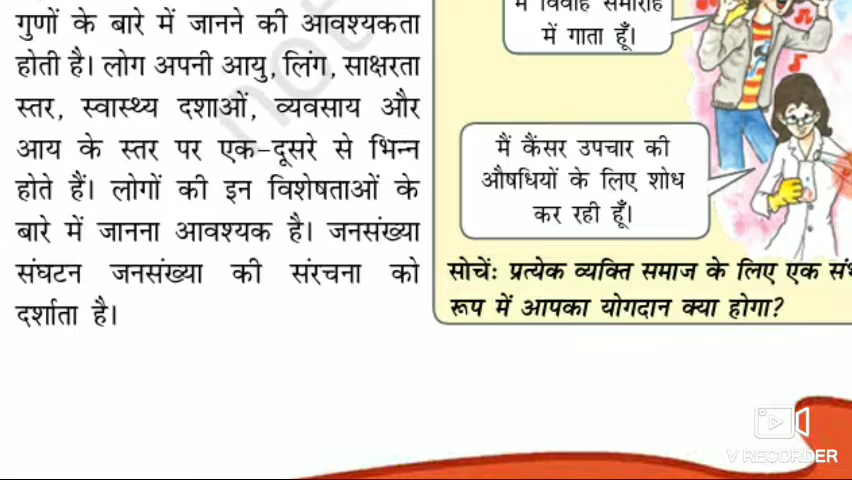 गुणों के बारे में जानने की आवश्यकता
होती है। लोग अपनी आयु, लिंग, साक्षरता
स्तर, स्वास्थ्य दशाओं, व्यवसाय और
आय के स्तर पर एक-दूसरे से भिन्न
होते हैं। लोगों की इन विशेषताओं के
बारे में जानना आवश्यक है। जनसंख्या
संघटन जनसंख्या की संरचना को
दर्शाता है।
में विवाह समारोह
में गाता हूँ।
मैं कैंसर उपचार की
औषधियों के लिए शोध
कर रही हूँ।
सोचें: प्रत्येक व्यक्ति समाज के लिए एक
रूप में आपका योगदान क्या होगा?
V RECORDER